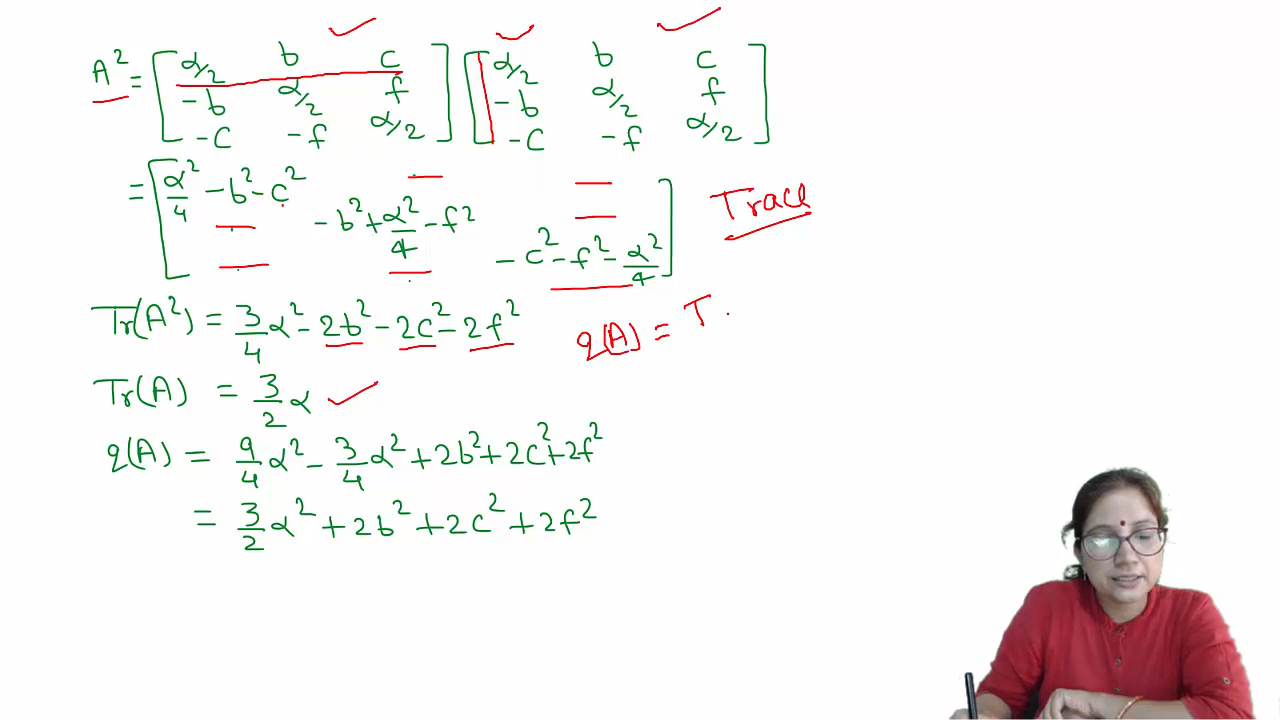 A² = [ α/2 b c ] [ α/2 b c ]
-b α/2 f -b α/2 f
-c -f α/2 -c -f α/2
= [ α²/4 - b² - c²
- b² + α²/4 - f²
- c² - f² - α²/4 ]
Trace
Tr(A²) = 3/4 α² - 2b² - 2c² - 2f²
q(A) = T
Tr(A) = 3/2 α
q(A) = 9/4 α² - 3/4 α² + 2b² + 2c² + 2f²
= 3/2 α² + 2b² + 2c² + 2f²